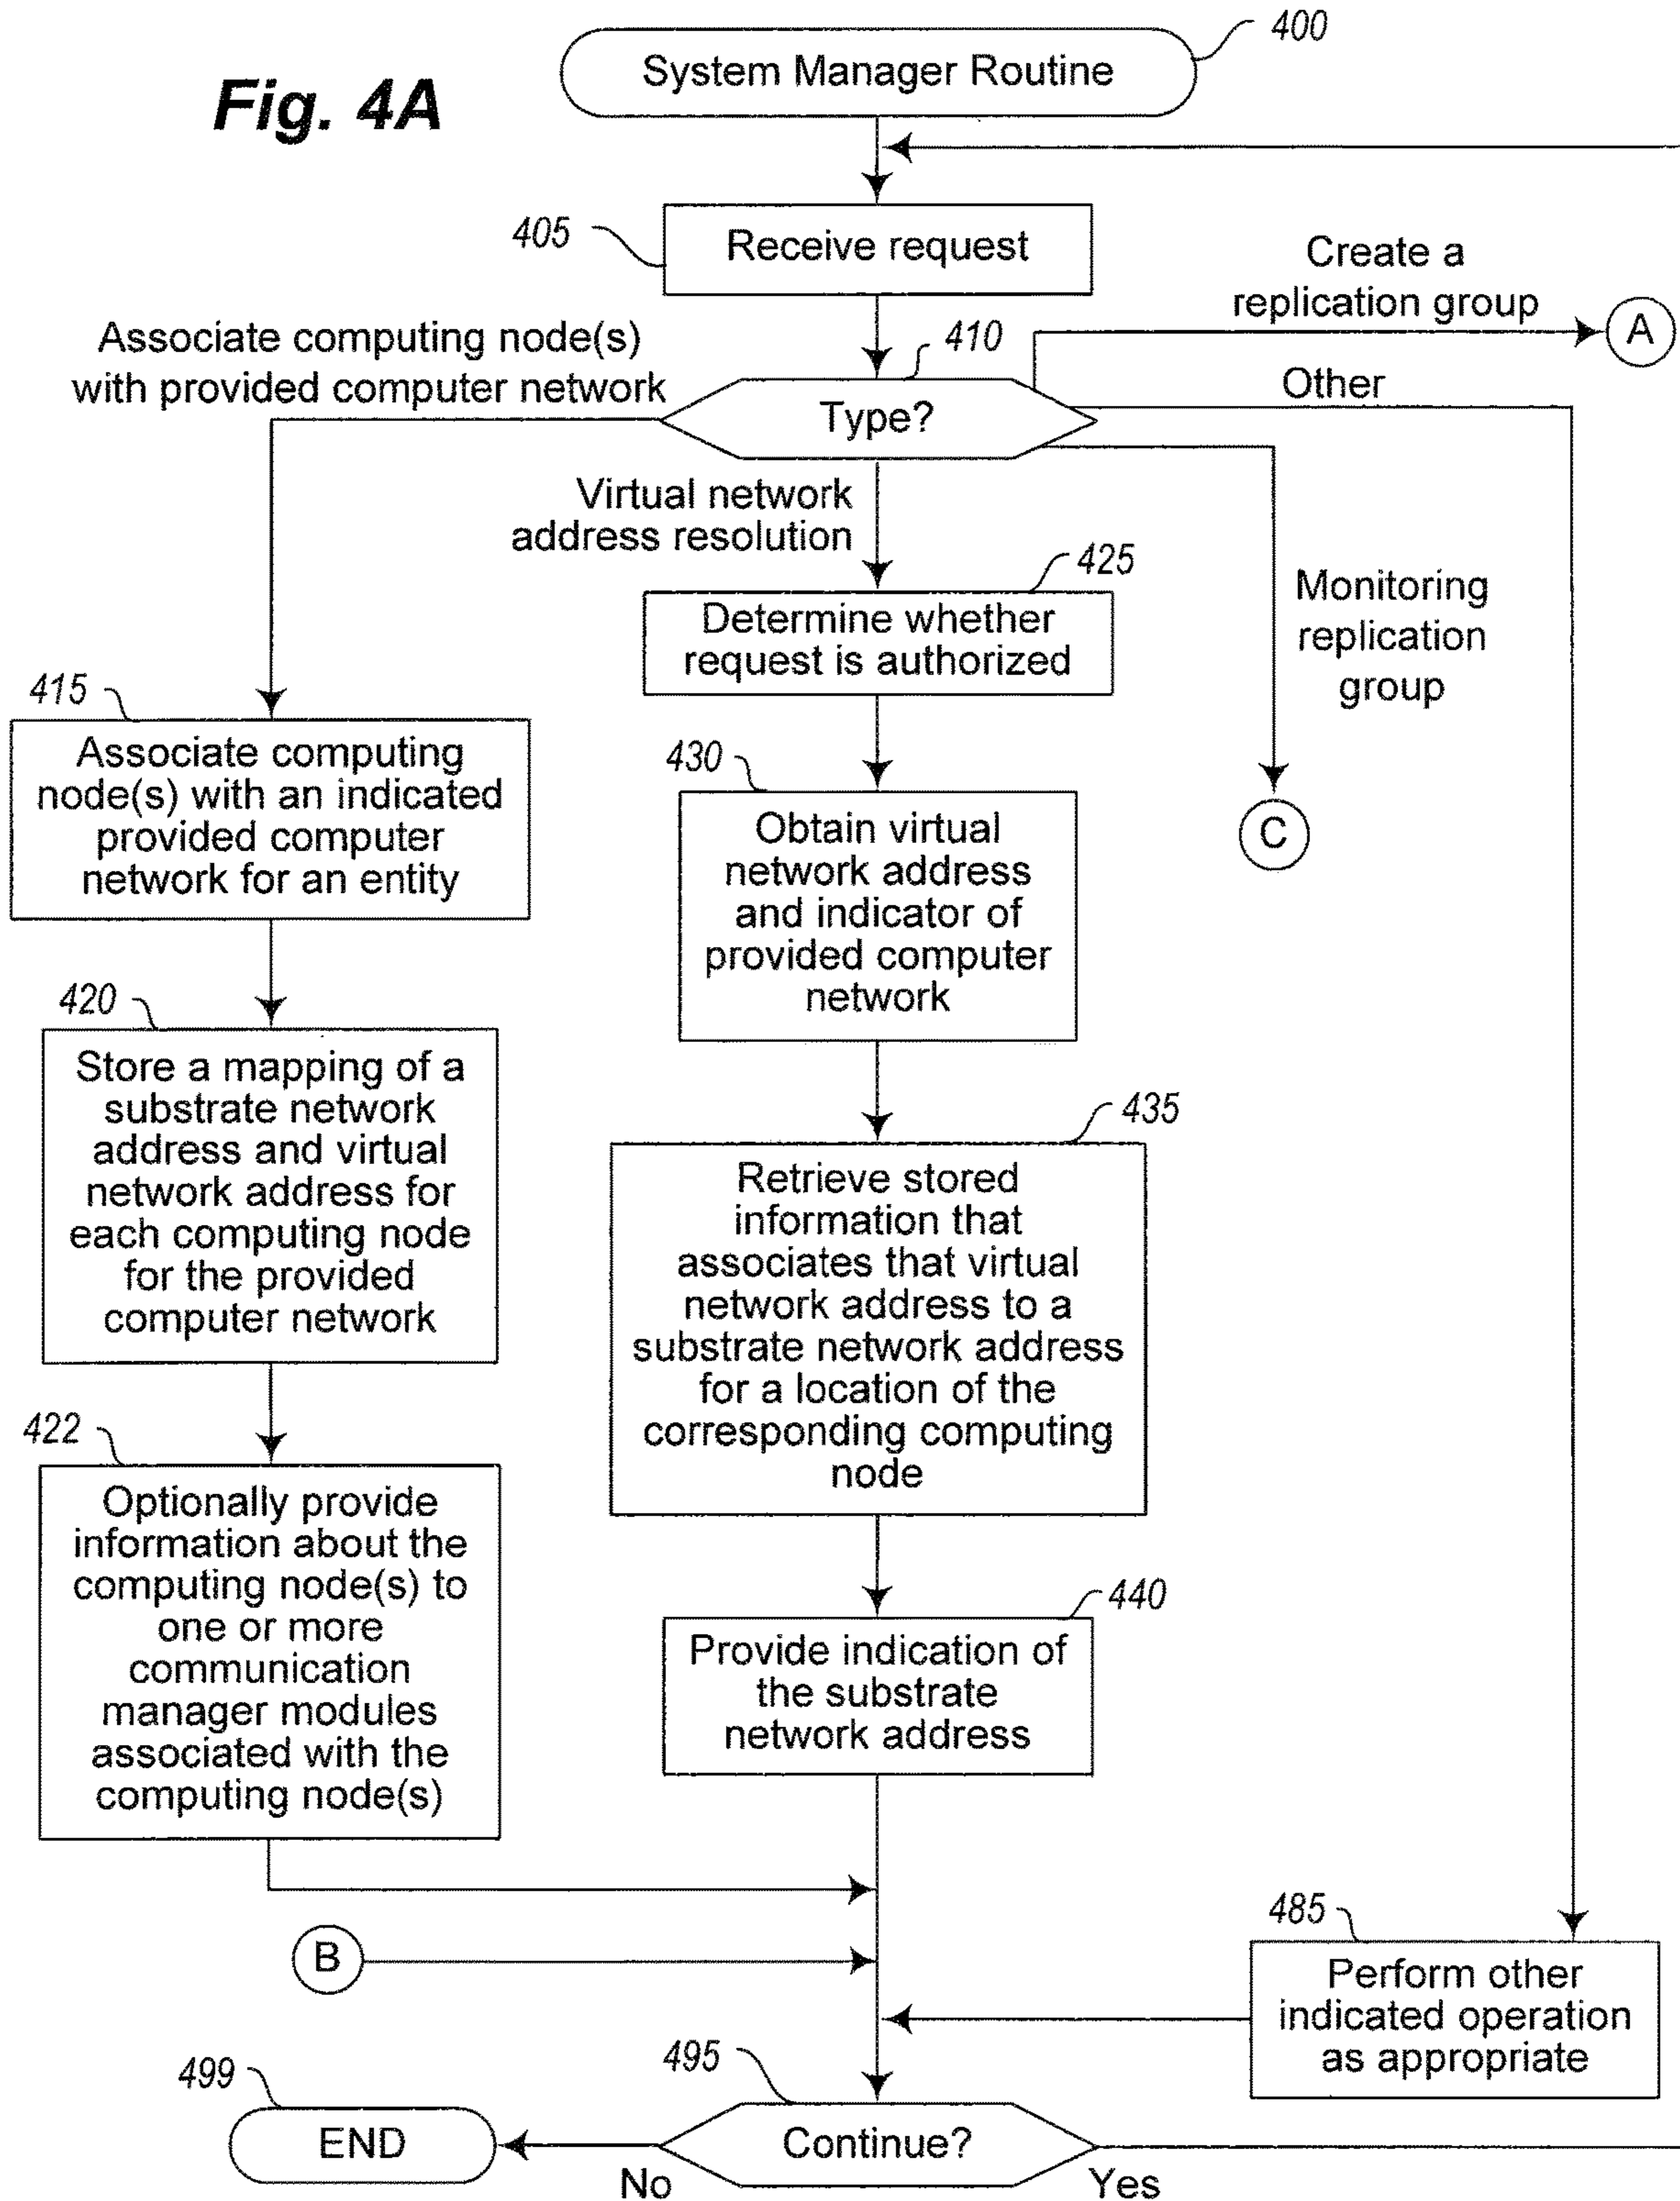 Fig. 4A
System Manager Routine
400
405
Receive request
Create a
replication group
A
Associate computing node(s)
with provided computer network
410
Type?
Other
Virtual network
address resolution
425
Determine whether
request is authorized
Monitoring
replication
group
C
415
Associate computing
node(s) with an indicated
provided computer
network for an entity
430
Obtain virtual
network address
and indicator of
provided computer
network
420
Store a mapping of a
substrate network
address and virtual
network address for
each computing node
for the provided
computer network
435
Retrieve stored
information that
associates that virtual
network address to a
substrate network address
for a location of the
corresponding computing
node
422
Optionally provide
information about the
computing node(s) to
one or more
communication
manager modules
associated with the
computing node(s)
440
Provide indication of
the substrate
network address
B
485
Perform other
indicated operation
as appropriate
495
Continue?
499
END
No
Yes